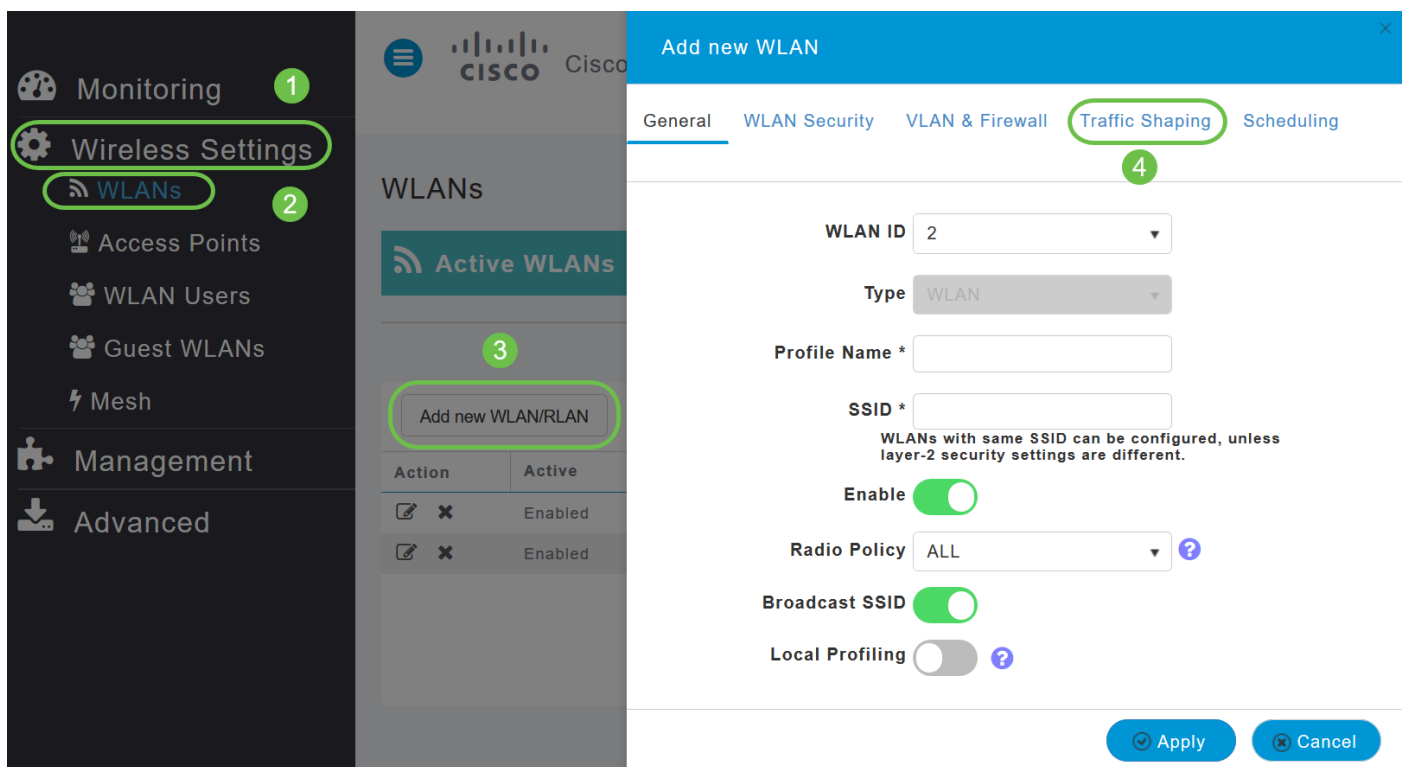 Monitoring
1
Wireless Settings
WLANs
2
Access Points
WLAN Users
Guest WLANs
Mesh
Management
Advanced
CISCO
Cisco
WLANs
Active WLANs
3
Add new WLAN/RLAN
Action Active
Enabled
Enabled
Add new WLAN
General WLAN Security VLAN & Firewall Traffic Shaping Scheduling
4
WLAN ID 2
Type WLAN
Profile Name *
SSID *
WLANs with same SSID can be configured, unless
layer-2 security settings are different.
Enable
Radio Policy ALL ?
Broadcast SSID
Local Profiling ?
Apply Cancel